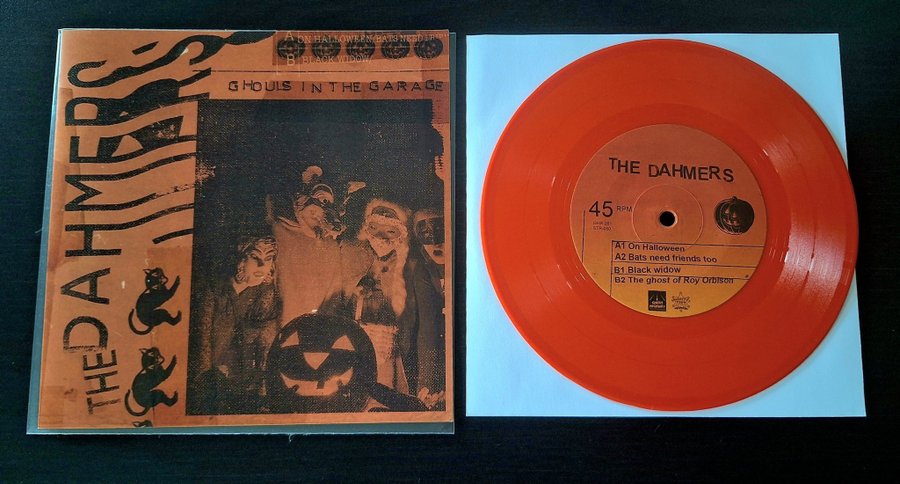 THE DAHMERS
A ON HALLOWEEN/BATS NEED
B BLACK WIDOW
GHOULS IN THE GARAGE
THE DAHMERS
45 RPM
A1 On Halloween
A2 Bats need friends too
B1 Black widow
B2 The ghost of Roy Orbison